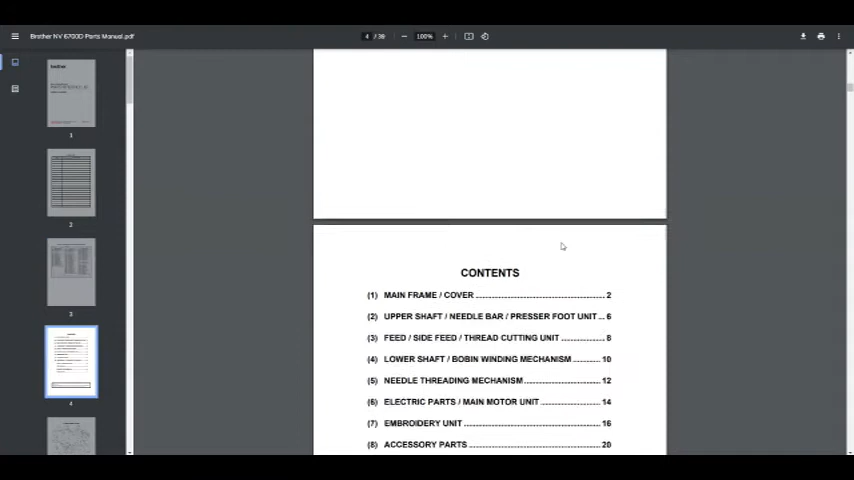 Brother NV 6700D Parts Manual.pdf
4 / 38
100%
brother
1
2
3
4
CONTENTS
(1) MAIN FRAME / COVER 2
(2) UPPER SHAFT / NEEDLE BAR / PRESSER FOOT UNIT 6
(3) FEED / SIDE FEED / THREAD CUTTING UNIT 8
(4) LOWER SHAFT / BOBIN WINDING MECHANISM 10
(5) NEEDLE THREADING MECHANISM 12
(6) ELECTRIC PARTS / MAIN MOTOR UNIT 14
(7) EMBROIDERY UNIT 16
(8) ACCESSORY PARTS 20